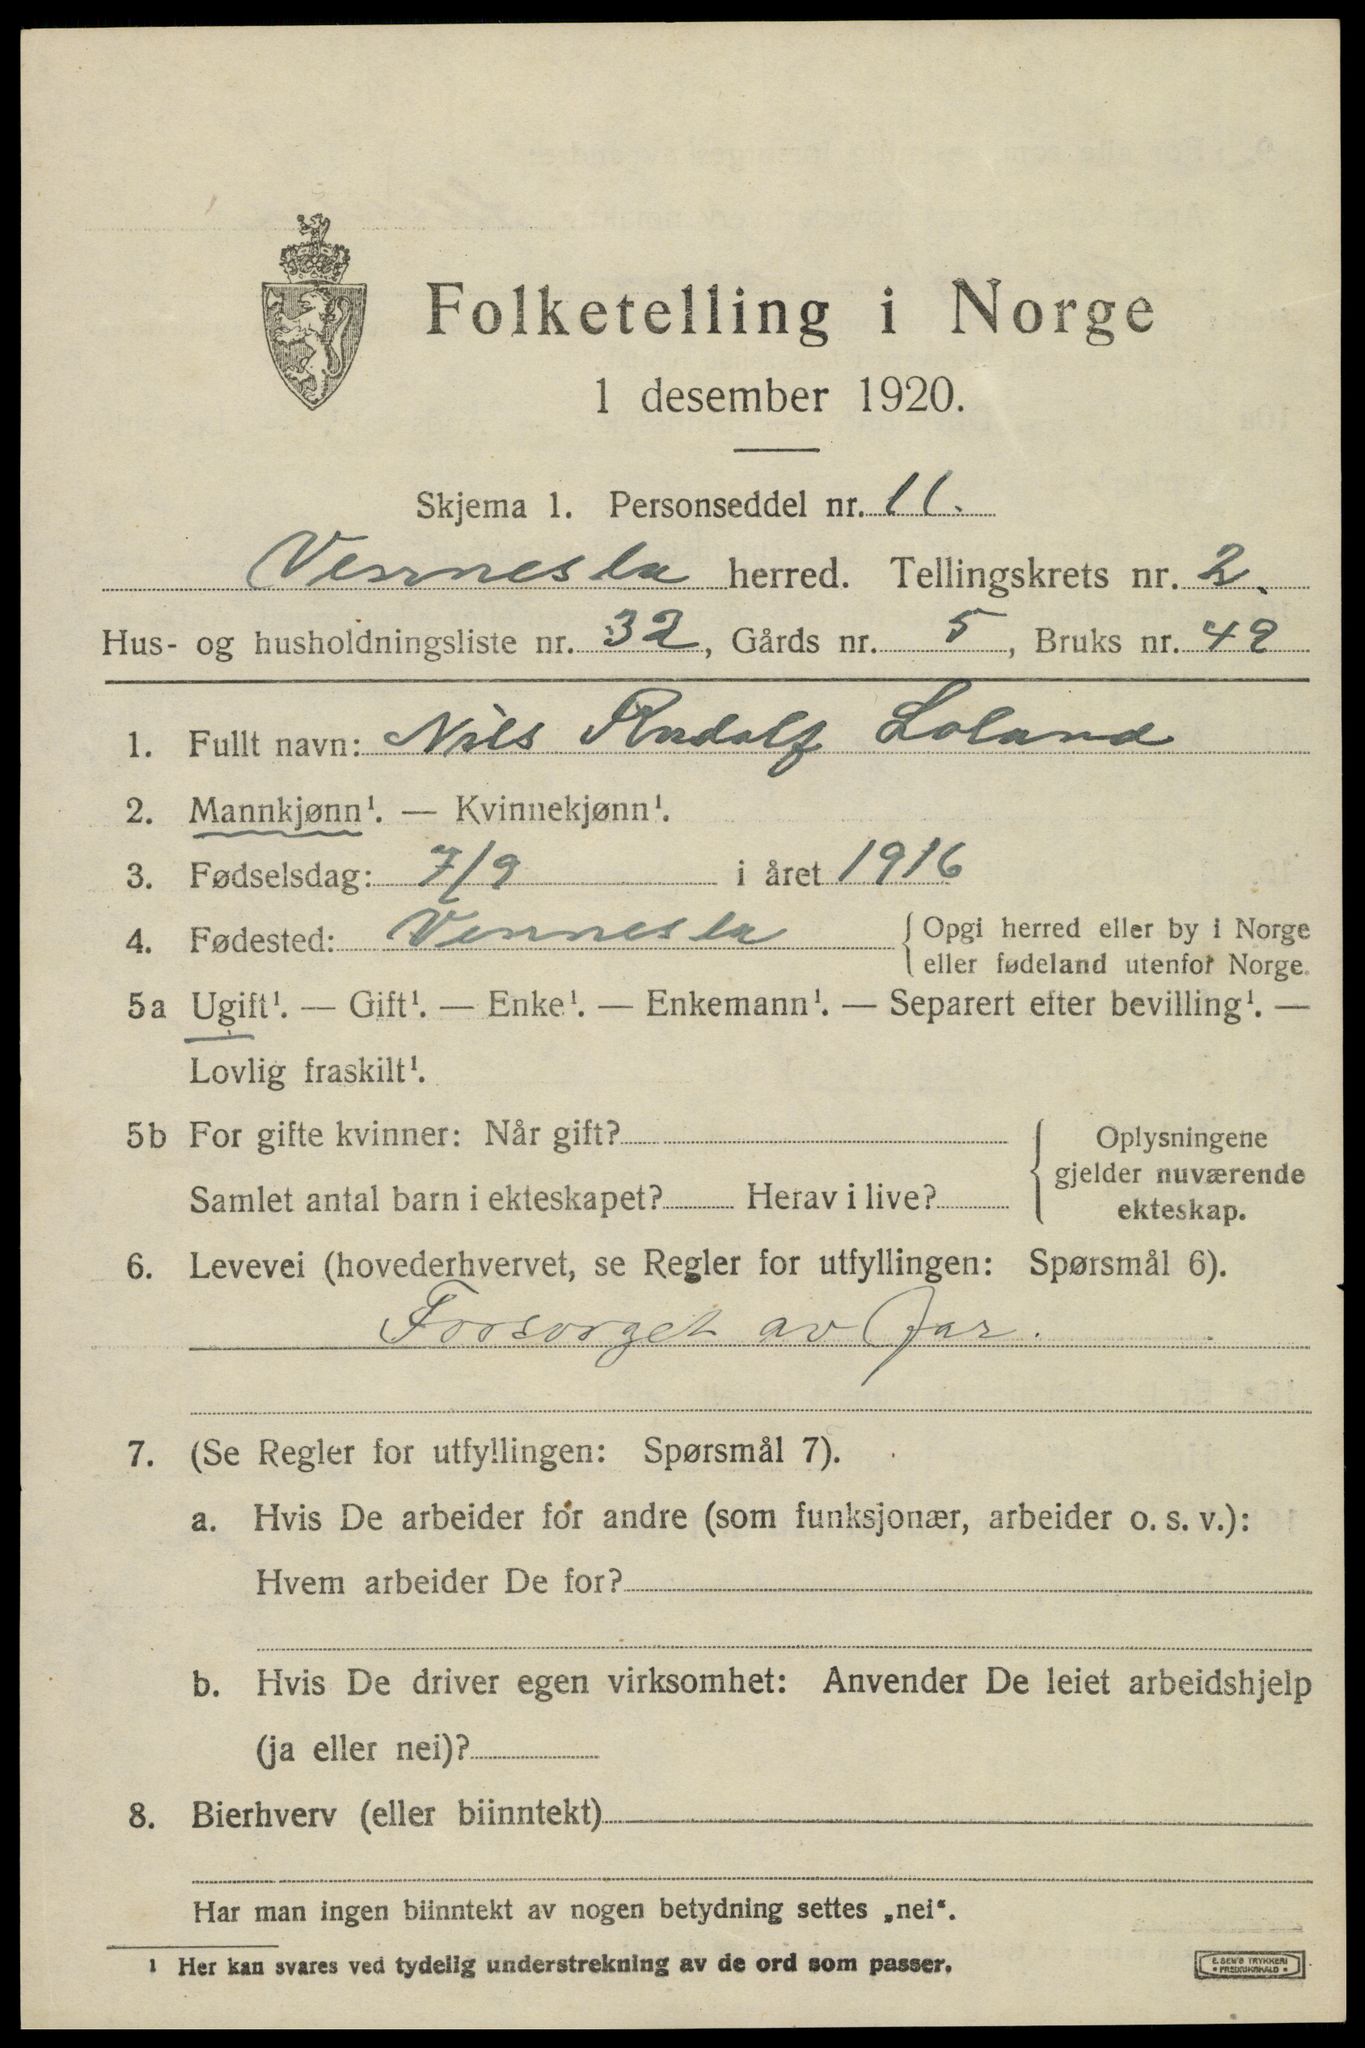 Folketelling i Norge
1 desember 1920.
Skjema 1. Personseddel nr. 11.
Vennesla herred. Tellingskrets nr. 2.
Hus- og husholdningsliste nr. 32, Gårds nr. 5, Bruks nr. 49
1. Fullt navn: Nils Rudolf Loland
2. Mannkjønn¹. — Kvinnekjønn¹.
3. Fødselsdag: 7/9 i året 1916
4. Fødested: Vennesla { Opgi herred eller by i Norge
eller fødeland utenfor Norge.
5a Ugift¹. — Gift¹. — Enke¹. — Enkemann¹. — Separert efter bevilling¹. —
Lovlig fraskilt¹.
5b For gifte kvinner: Når gift? { Oplysningene
gjelder nuværende
Samlet antal barn i ekteskapet? Herav i live? ekteskap.
6. Levevei (hovederhvervet, se Regler for utfyllingen: Spørsmål 6).
Forsorget av far.
7. (Se Regler for utfyllingen: Spørsmål 7).
a. Hvis De arbeider for andre (som funksjonær, arbeider o. s. v.):
Hvem arbeider De for?
b. Hvis De driver egen virksomhet: Anvender De leiet arbeidshjelp
(ja eller nei)?
8. Bierhverv (eller biinntekt)
Har man ingen biinntekt av nogen betydning settes „nei“.
1 Her kan svares ved tydelig understrekning av de ord som passer.
E. SEM'S TRYKKERI
• FREDRIKSHALD •